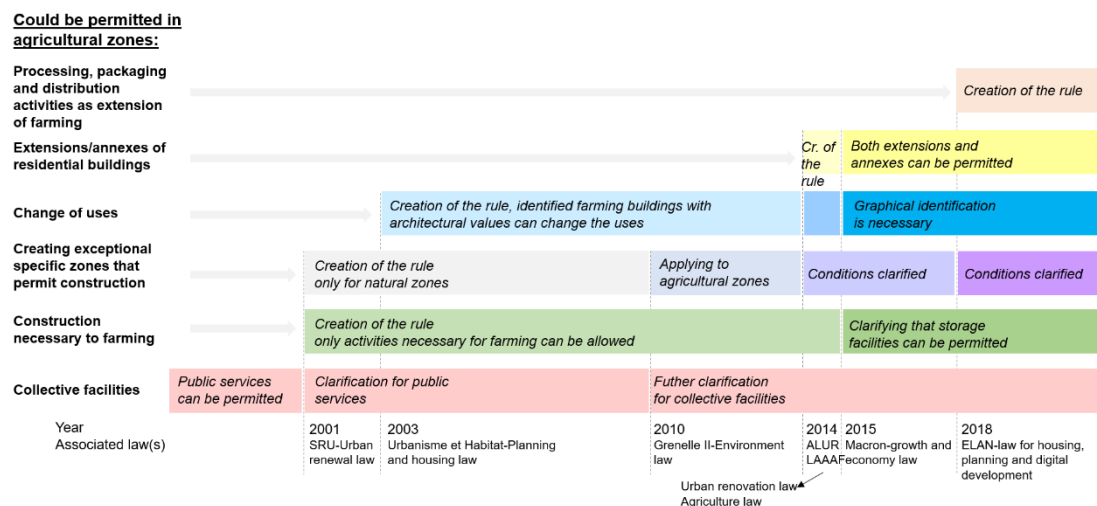 Could be permitted in
agricultural zones:
Processing, packaging
and distribution
activities as extension
of farming
Creation of the rule
Extensions/annexes of
residential buildings
Cr. of
the
rule
Both extensions and
annexes can be permitted
Change of uses
Creation of the rule, identified farming buildings with
architectural values can change the uses
Graphical identification
is necessary
Creating exceptional
specific zones that
permit construction
Creation of the rule
only for natural zones
Applying to
agricultural zones
Conditions clarified
Conditions clarified
Construction
necessary to farming
Creation of the rule
only activities necessary for farming can be allowed
Clarifying that storage
facilities can be permitted
Collective facilities
Public services
can be permitted
Clarification for public
services
Futher clarification
for collective facilities
Year
Associated law(s)
2001
SRU-Urban
renewal law
2003
Urbanisme et Habitat-Planning
and housing law
2010
Grenelle II-Environment
law
2014
ALUR
LAAAF
2015
Macron-growth and
economy law
2018
ELAN-law for housing,
planning and digital
development
Urban renovation law
Agriculture law